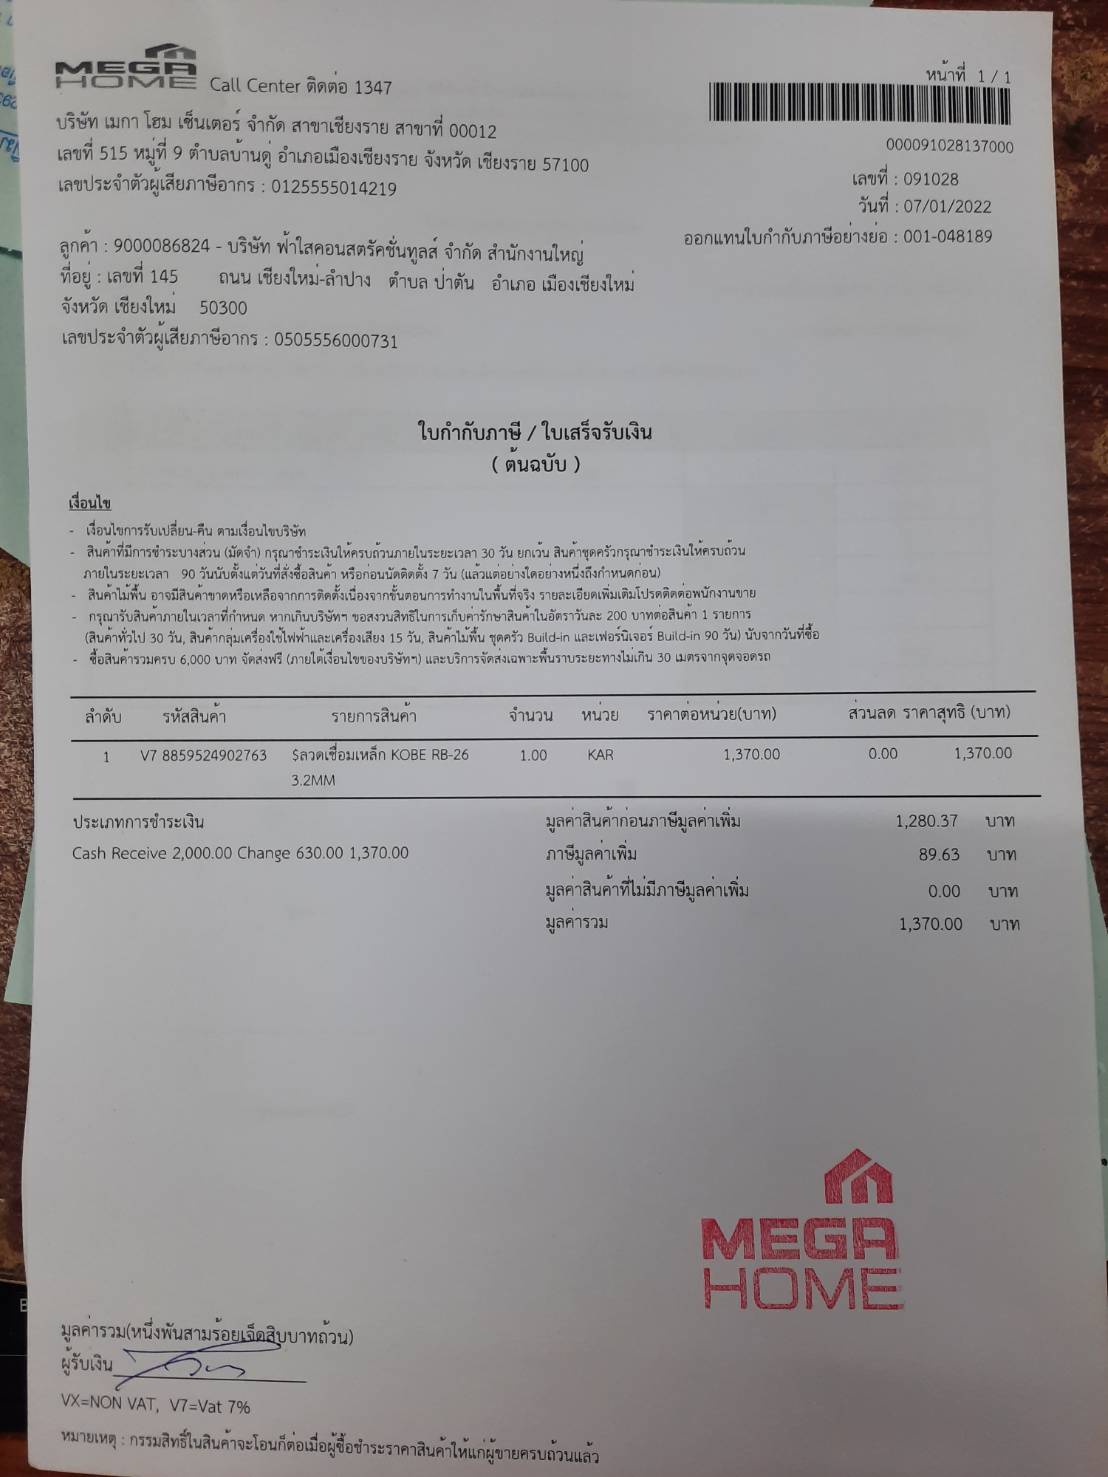 MEGA
HOME Call Center ติดต่อ 1347
หน้าที่ 1 / 1
บริษัท เมกา โฮม เซ็นเตอร์ จำกัด สาขาเชียงราย สาขาที่ 00012
000091028137000
เลขที่ 515 หมู่ที่ 9 ตำบลบ้านดู่ อำเภอเมืองเชียงราย จังหวัด เชียงราย 57100
เลขที่ : 091028
เลขประจำตัวผู้เสียภาษีอากร : 0125555014219
วันที่ : 07/01/2022
ออกแทนใบกำกับภาษีอย่างย่อ : 001-048189
ลูกค้า : 9000086824 - บริษัท ฟ้าใสคอนสตรัคชั่นทูลส์ จำกัด สำนักงานใหญ่
ที่อยู่ : เลขที่ 145 ถนน เชียงใหม่-ลำปาง ตำบล ป่าตัน อำเภอ เมืองเชียงใหม่
จังหวัด เชียงใหม่ 50300
เลขประจำตัวผู้เสียภาษีอากร : 0505556000731
ใบกำกับภาษี / ใบเสร็จรับเงิน
( ต้นฉบับ )
เงื่อนไข
- เงื่อนไขการรับเปลี่ยน-คืน ตามเงื่อนไขบริษัท
- สินค้าที่มีการชำระบางส่วน (มัดจำ) กรุณาชำระเงินให้ครบถ้วนภายในระยะเวลา 30 วัน ยกเว้น สินค้าชุดครัวกรุณาชำระเงินให้ครบถ้วน
ภายในระยะเวลา 90 วันนับตั้งแต่วันที่สั่งซื้อสินค้า หรือก่อนนัดติดตั้ง 7 วัน (แล้วแต่อย่างใดอย่างหนึ่งถึงกำหนดก่อน)
- สินค้าไม้พื้น อาจมีสินค้าขาดหรือเหลือจากการติดตั้งเนื่องจากขั้นตอนการทำงานในพื้นที่จริง รายละเอียดเพิ่มเติมโปรดติดต่อพนักงานขาย
- กรุณารับสินค้าภายในเวลาที่กำหนด หากเกินบริษัทฯ ขอสงวนสิทธิในการเก็บค่ารักษาสินค้าในอัตราวันละ 200 บาทต่อสินค้า 1 รายการ
(สินค้าทั่วไป 30 วัน, สินค้ากลุ่มเครื่องใช้ไฟฟ้าและเครื่องเสียง 15 วัน, สินค้าไม้พื้น ชุดครัว Build-in และเฟอร์นิเจอร์ Build-in 90 วัน) นับจากวันที่ซื้อ
- ซื้อสินค้ารวมครบ 6,000 บาท จัดส่งฟรี (ภายใต้เงื่อนไขของบริษัทฯ) และบริการจัดส่งเฉพาะพื้นราบระยะทางไม่เกิน 30 เมตรจากจุดจอดรถ
ลำดับ รหัสสินค้า รายการสินค้า จำนวน หน่วย ราคาต่อหน่วย(บาท) ส่วนลด ราคาสุทธิ (บาท)
1 V7 8859524902763 $ลวดเชื่อมเหล็ก KOBE RB-26 1.00 KAR 1,370.00 0.00 1,370.00
3.2MM
ประเภทการชำระเงิน มูลค่าสินค้าก่อนภาษีมูลค่าเพิ่ม 1,280.37 บาท
Cash Receive 2,000.00 Change 630.00 1,370.00 ภาษีมูลค่าเพิ่ม 89.63 บาท
มูลค่าสินค้าที่ไม่มีภาษีมูลค่าเพิ่ม 0.00 บาท
มูลค่ารวม 1,370.00 บาท
MEGA
HOME
มูลค่ารวม(หนึ่งพันสามร้อยเจ็ดสิบบาทถ้วน)
ผู้รับเงิน
VX=NON VAT, V7=Vat 7%
หมายเหตุ : กรรมสิทธิ์ในสินค้าจะโอนก็ต่อเมื่อผู้ซื้อชำระราคาสินค้าให้แก่ผู้ขายครบถ้วนแล้ว